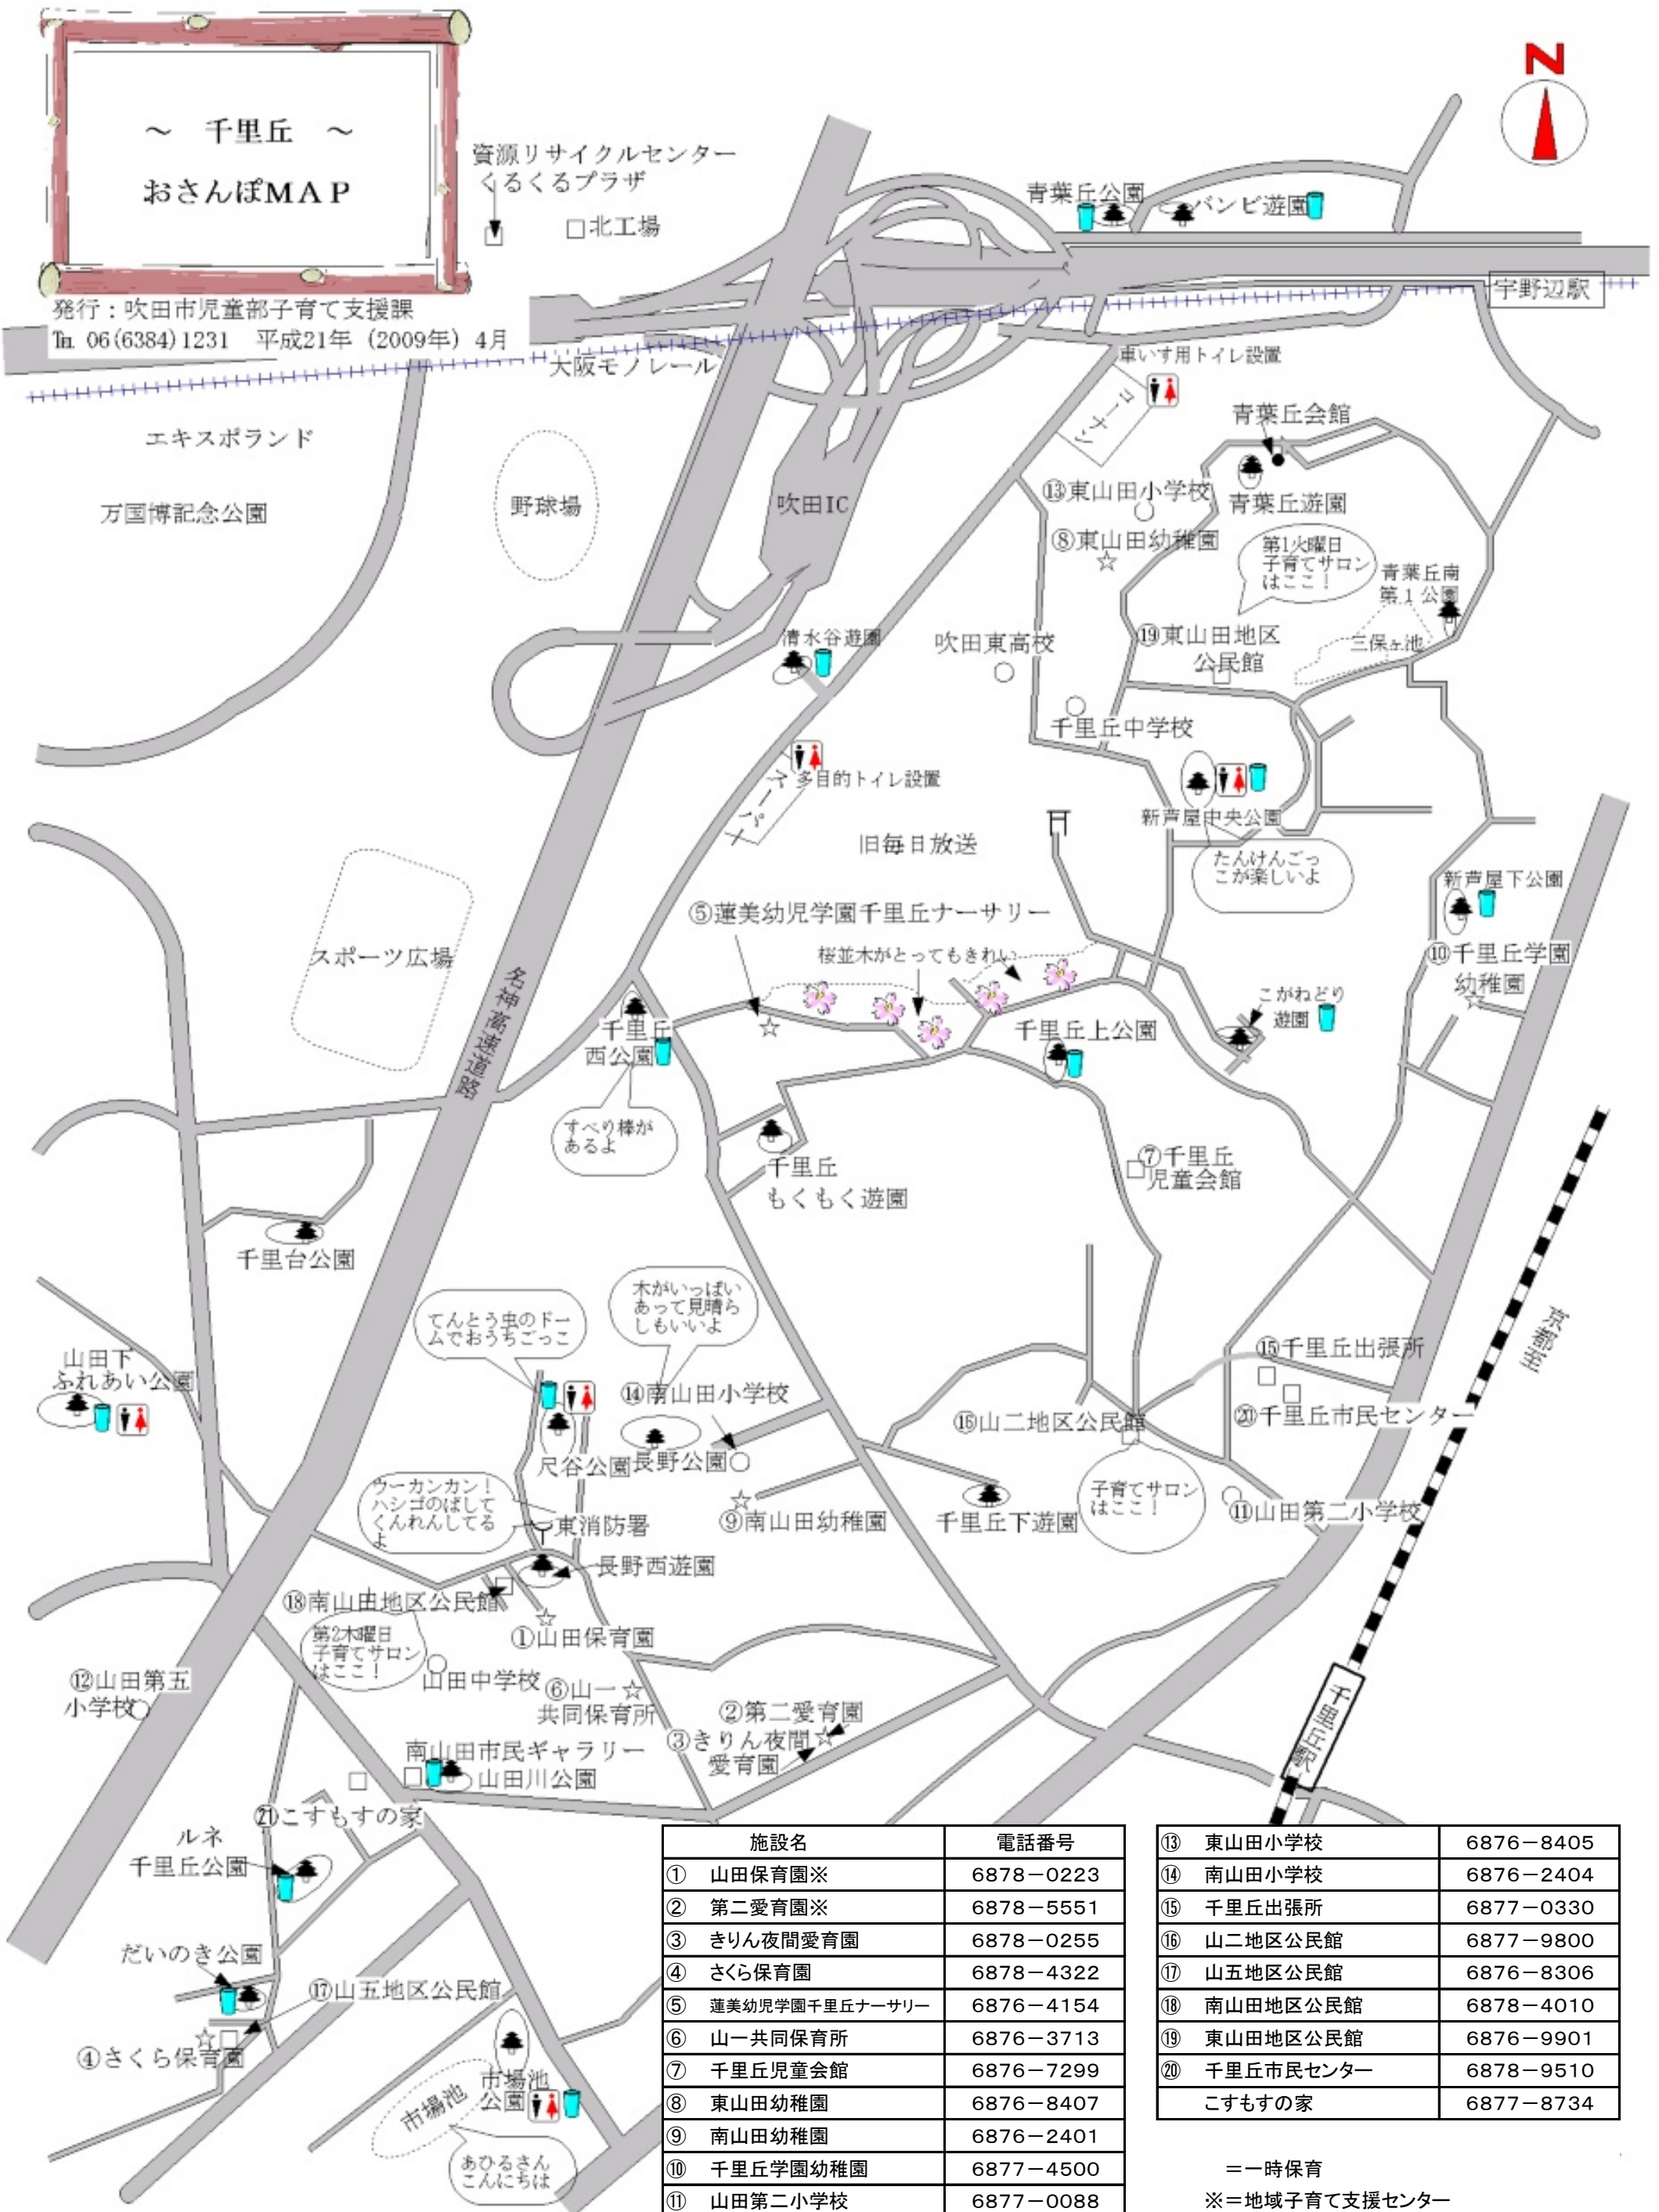 ～ 千里丘 ～
おさんぽＭＡＰ
発行：吹田市児童部子育て支援課
℡ 06(6384)1231 平成21年（2009年）4月
資源リサイクルセンター
くるくるプラザ
北工場
N
青葉丘公園
バンビ遊園
宇野辺駅
大阪モノレール
車いす用トイレ設置
コーナン
エキスポランド
万国博記念公園
野球場
吹田IC
青葉丘会館
青葉丘遊園
⑬東山田小学校
⑧東山田幼稚園
第1火曜日
子育てサロン
はここ！
青葉丘南
第１公園
三保ヶ池
⑲東山田地区
公民館
吹田東高校
清水谷遊園
千里丘中学校
多目的トイレ設置
スーパー
新芦屋中央公園
旧毎日放送
たんけんごっ
こが楽しいよ
新芦屋下公園
⑩千里丘学園
幼稚園
⑤蓮美幼児学園千里丘ナーサリー
桜並木がとってもきれい
スポーツ広場
名神高速道路
千里丘
西公園
すべり棒が
あるよ
千里丘上公園
こがねどり
遊園
千里丘
もくもく遊園
⑦千里丘
児童会館
千里台公園
てんとう虫のドー
ムでおうちごっこ
木がいっぱい
あって見晴ら
しもいいよ
京都至
山田下
ふれあい公園
⑭南山田小学校
⑮千里丘出張所
⑯山二地区公民館
⑳千里丘市民センター
尺谷公園
長野公園
ウーカンカン！
ハシゴのばして
くんれんしてる
よ
東消防署
⑨南山田幼稚園
千里丘下遊園
子育てサロン
はここ！
⑪山田第二小学校
長野西遊園
⑱南山田地区公民館
第2木曜日
子育てサロン
はここ！
①山田保育園
山田中学校
⑫山田第五
小学校
⑥山一
共同保育所
②第二愛育園
③きりん夜間
愛育園
千里丘駅
南山田市民ギャラリー
山田川公園
㉑こすもすの家
ルネ
千里丘公園
だいのき公園
⑰山五地区公民館
④さくら保育園
市場池
市場池
公園
あひるさん
こんにちは
施設名 電話番号
① 山田保育園※ 6878－0223
② 第二愛育園※ 6878－5551
③ きりん夜間愛育園 6878－0255
④ さくら保育園 6878－4322
⑤ 蓮美幼児学園千里丘ナーサリー 6876－4154
⑥ 山一共同保育所 6876－3713
⑦ 千里丘児童会館 6876－7299
⑧ 東山田幼稚園 6876－8407
⑨ 南山田幼稚園 6876－2401
⑩ 千里丘学園幼稚園 6877－4500
⑪ 山田第二小学校 6877－0088
⑬ 東山田小学校 6876－8405
⑭ 南山田小学校 6876－2404
⑮ 千里丘出張所 6877－0330
⑯ 山二地区公民館 6877－9800
⑰ 山五地区公民館 6876－8306
⑱ 南山田地区公民館 6878－4010
⑲ 東山田地区公民館 6876－9901
⑳ 千里丘市民センター 6878－9510
こすもすの家 6877－8734
＝一時保育
※＝地域子育て支援センター